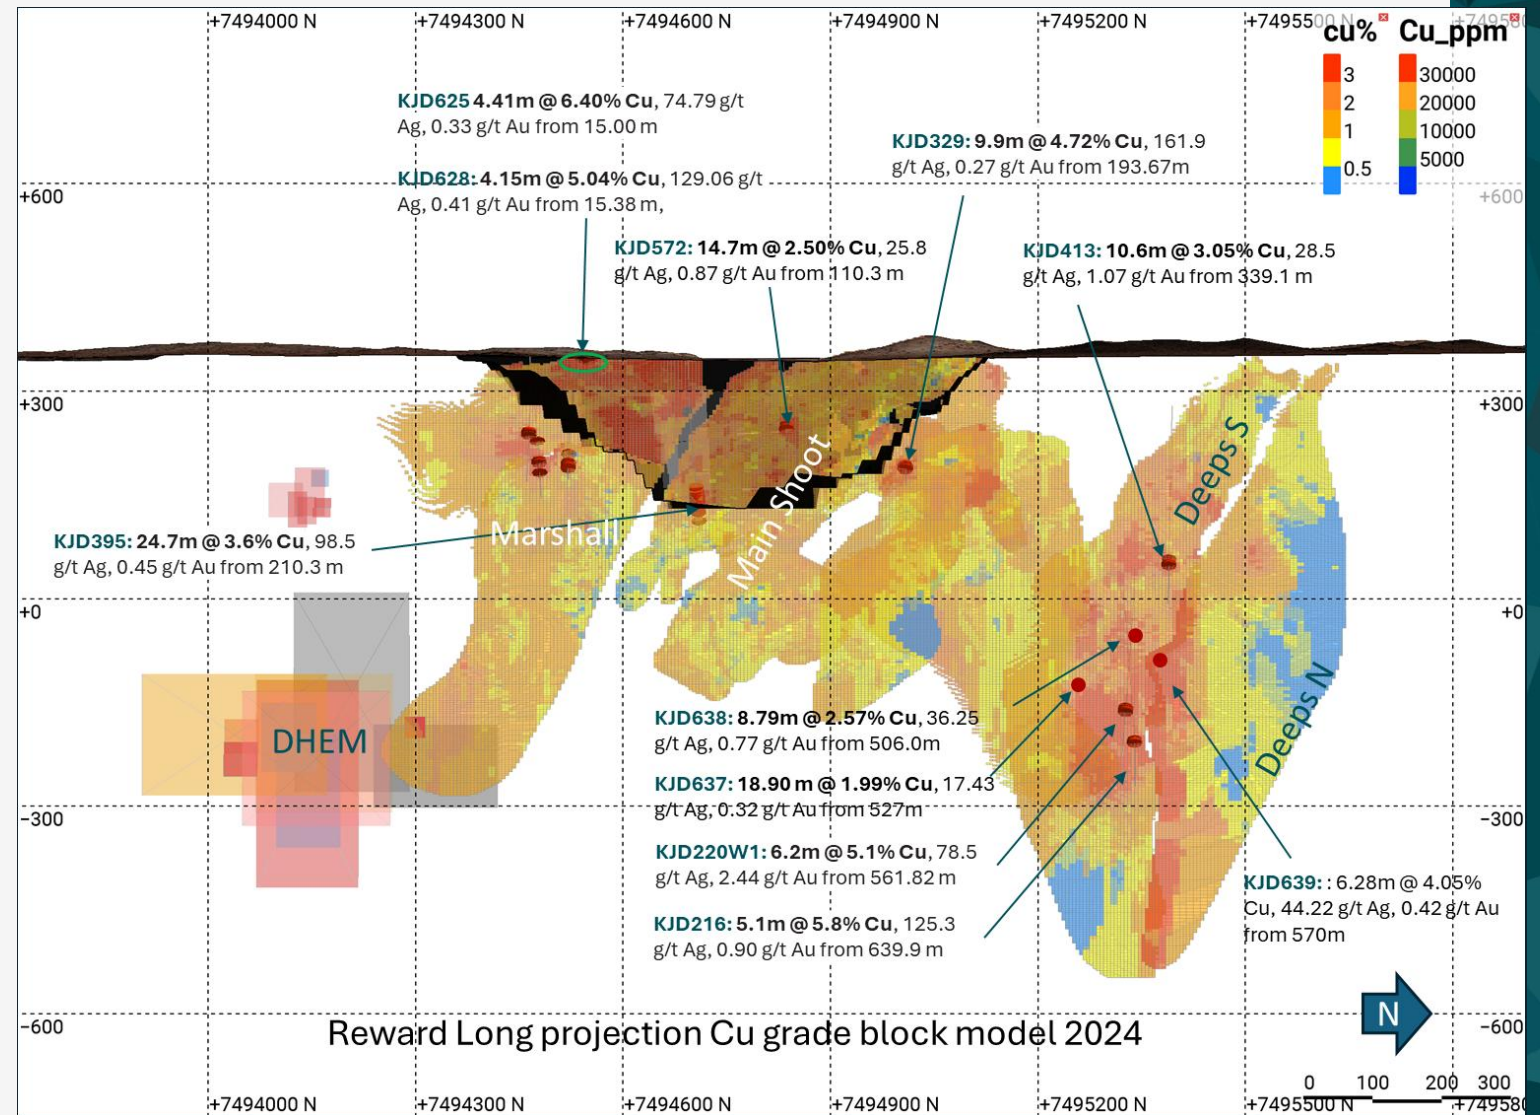 +7494000 N +7494300 N +7494600 N +7494900 N +7495200 N +7495500 N
cu% Cu_ppm
3 30000
2 20000
1 10000
5000
0.5
KJD625 4.41m @ 6.40% Cu, 74.79 g/t
Ag, 0.33 g/t Au from 15.00 m
KJD329: 9.9m @ 4.72% Cu, 161.9
g/t Ag, 0.27 g/t Au from 193.67m
KJD628: 4.15m @ 5.04% Cu, 129.06 g/t
Ag, 0.41 g/t Au from 15.38 m,
+600 +600
KJD572: 14.7m @ 2.50% Cu, 25.8
g/t Ag, 0.87 g/t Au from 110.3 m
KJD413: 10.6m @ 3.05% Cu, 28.5
g/t Ag, 1.07 g/t Au from 339.1 m
+300 +300
Deeps S
Main Shoot
Marshall
KJD395: 24.7m @ 3.6% Cu, 98.5
g/t Ag, 0.45 g/t Au from 210.3 m
+0 +0
Deeps N
DHEM
KJD638: 8.79m @ 2.57% Cu, 36.25
g/t Ag, 0.77 g/t Au from 506.0m
KJD637: 18.90 m @ 1.99% Cu, 17.43
g/t Ag, 0.32 g/t Au from 527m
−300 −300
KJD220W1: 6.2m @ 5.1% Cu, 78.5
g/t Ag, 2.44 g/t Au from 561.82 m
KJD639: : 6.28m @ 4.05%
Cu, 44.22 g/t Ag, 0.42 g/t Au
from 570m
KJD216: 5.1m @ 5.8% Cu, 125.3
g/t Ag, 0.90 g/t Au from 639.9 m
N
−600 −600
Reward Long projection Cu grade block model 2024
0 100 200 300
+7494000 N +7494300 N +7494600 N +7494900 N +7495200 N +7495500 N